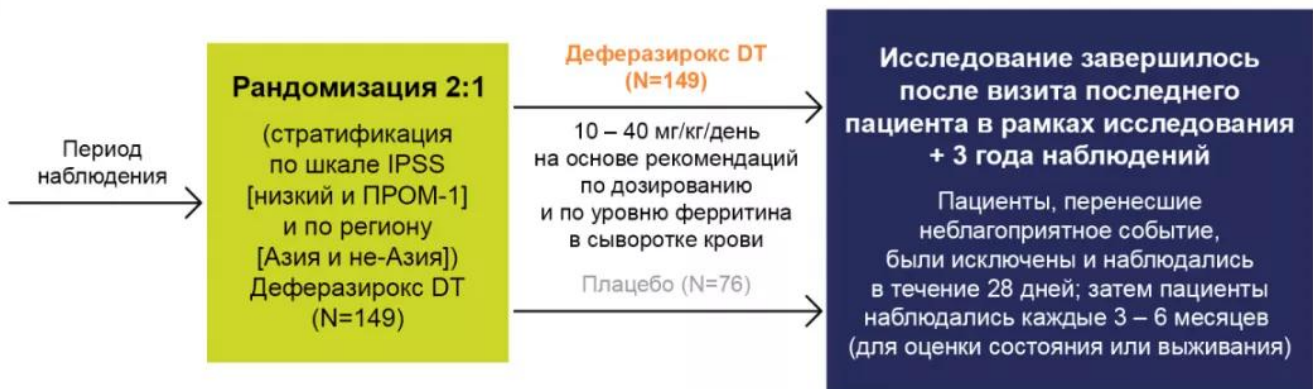 Период
наблюдения
Рандомизация 2:1
(стратификация
по шкале IPSS
[низкий и ПРОМ-1]
и по региону
[Азия и не-Азия])
Деферазирокс DT
(N=149)
Деферазирокс DT
(N=149)
10 – 40 мг/кг/день
на основе рекомендаций
по дозированию
и по уровню ферритина
в сыворотке крови
Плацебо (N=76)
Исследование завершилось
после визита последнего
пациента в рамках исследования
+ 3 года наблюдений
Пациенты, перенесшие
неблагоприятное событие,
были исключены и наблюдались
в течение 28 дней; затем пациенты
наблюдались каждые 3 – 6 месяцев
(для оценки состояния или выживания)